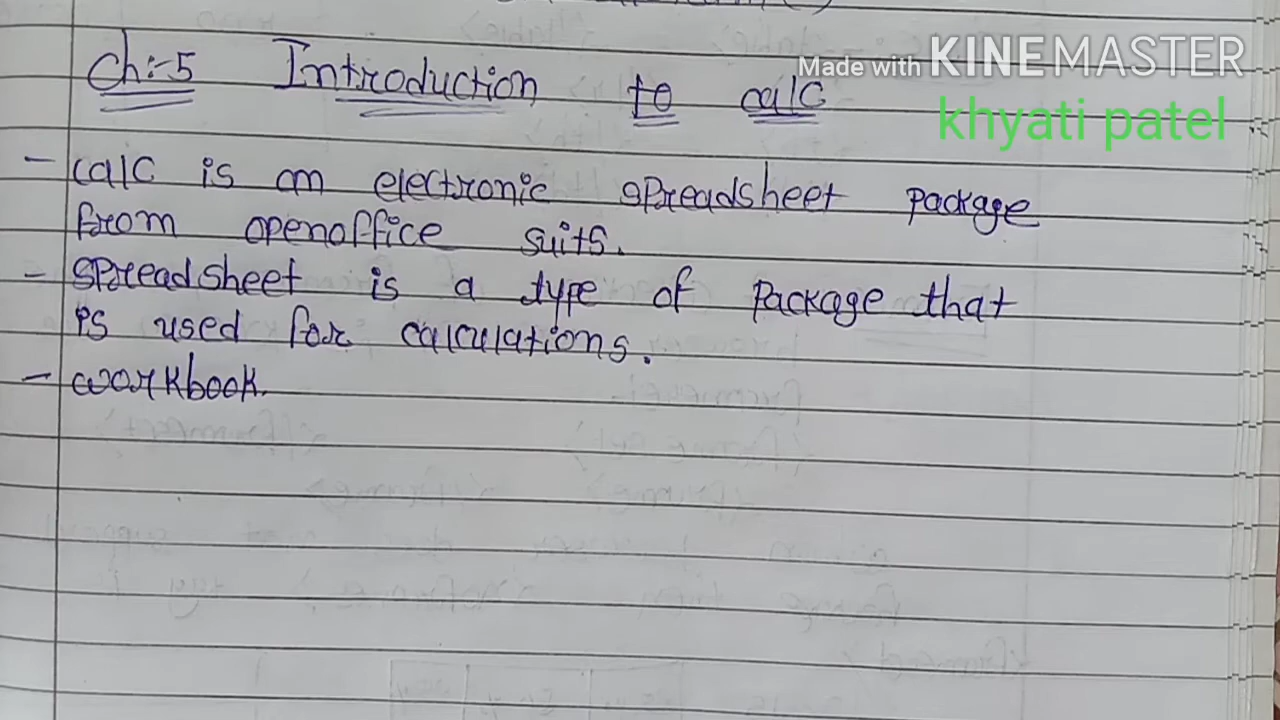 Made with KINEMASTER
khyati patel
Ch:-5 Introduction to calc
- calc is an electronic spreadsheet package
from openoffice suits.
- spreadsheet is a type of package that
is used for calculations.
- workbook.